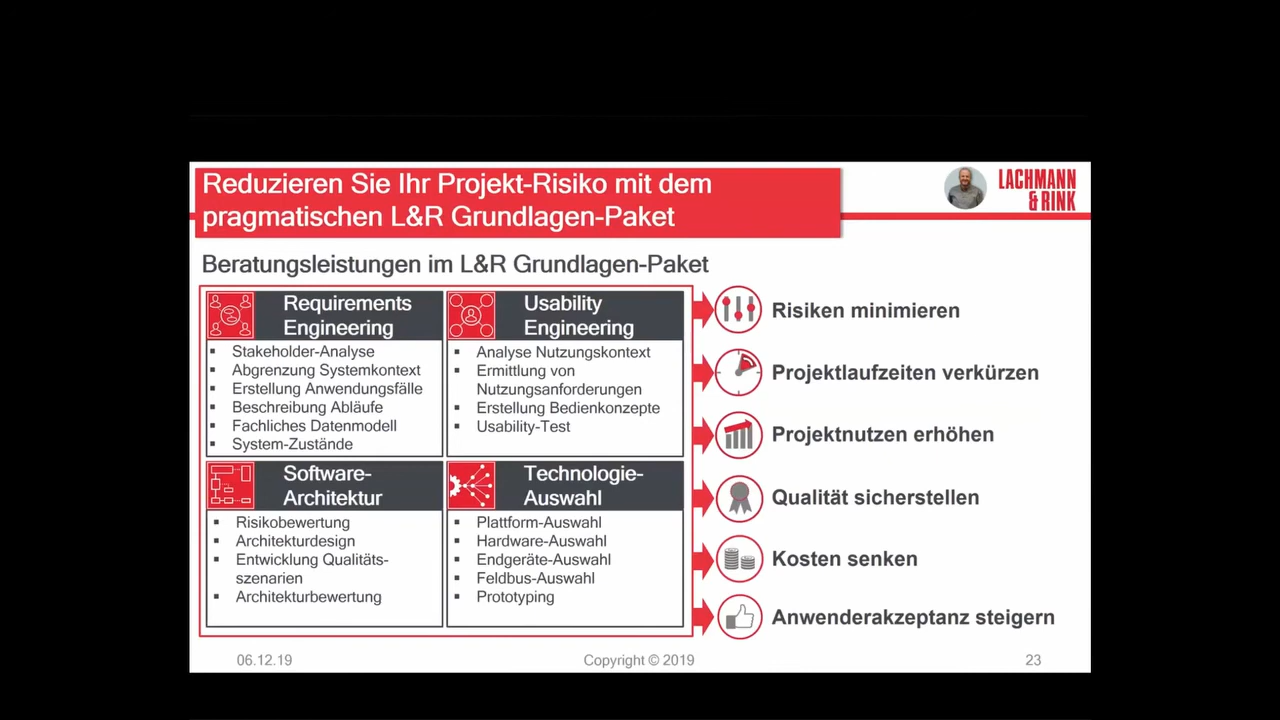 Reduzieren Sie Ihr Projekt-Risiko mit dem
pragmatischen L&R Grundlagen-Paket
LACHMANN
& RINK
Beratungsleistungen im L&R Grundlagen-Paket
Requirements
Engineering
▪ Stakeholder-Analyse
▪ Abgrenzung Systemkontext
▪ Erstellung Anwendungsfälle
▪ Beschreibung Abläufe
▪ Fachliches Datenmodell
▪ System-Zustände
Usability
Engineering
▪ Analyse Nutzungskontext
▪ Ermittlung von
Nutzungsanforderungen
▪ Erstellung Bedienkonzepte
▪ Usability-Test
Software-
Architektur
▪ Risikobewertung
▪ Architekturdesign
▪ Entwicklung Qualitäts-
szenarien
▪ Architekturbewertung
Technologie-
Auswahl
▪ Plattform-Auswahl
▪ Hardware-Auswahl
▪ Endgeräte-Auswahl
▪ Feldbus-Auswahl
▪ Prototyping
Risiken minimieren
Projektlaufzeiten verkürzen
Projektnutzen erhöhen
Qualität sicherstellen
Kosten senken
Anwenderakzeptanz steigern
06.12.19
Copyright © 2019
23